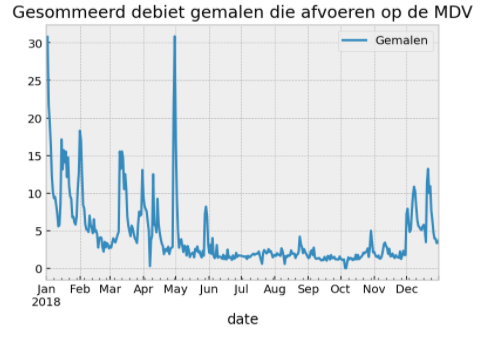 Gesommeerd debiet gemalen die afvoeren op de MDV
Gemalen
30
25
20
15
10
5
0
Jan Feb Mar Apr May Jun Jul Aug Sep Oct Nov Dec
2018
date